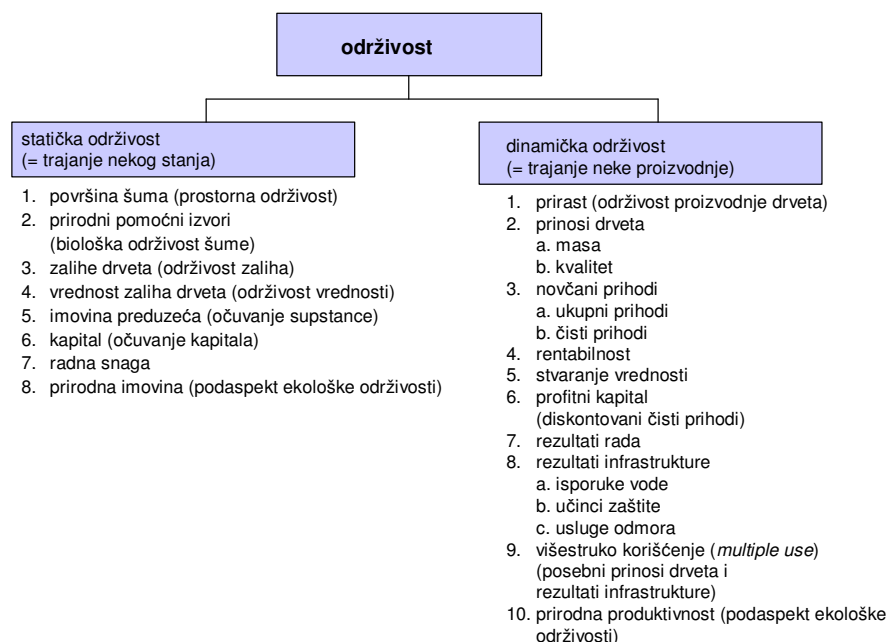 održivost
statička održivost
(= trajanje nekog stanja)
1. površina šuma (prostorna održivost)
2. prirodni pomoćni izvori
(biološka održivost šume)
3. zalihe drveta (održivost zaliha)
4. vrednost zaliha drveta (održivost vrednosti)
5. imovina preduzeća (očuvanje supstance)
6. kapital (očuvanje kapitala)
7. radna snaga
8. prirodna imovina (podaspekt ekološke održivosti)
dinamička održivost
(= trajanje neke proizvodnje)
1. prirast (održivost proizvodnje drveta)
2. prinosi drveta
a. masa
b. kvalitet
3. novčani prihodi
a. ukupni prihodi
b. čisti prihodi
4. rentabilnost
5. stvaranje vrednosti
6. profitni kapital
(diskontovani čisti prihodi)
7. rezultati rada
8. rezultati infrastrukture
a. isporuke vode
b. učinci zaštite
c. usluge odmora
9. višestruko korišćenje (multiple use)
(posebni prinosi drveta i
rezultati infrastrukture)
10. prirodna produktivnost (podaspekt ekološke
održivosti)